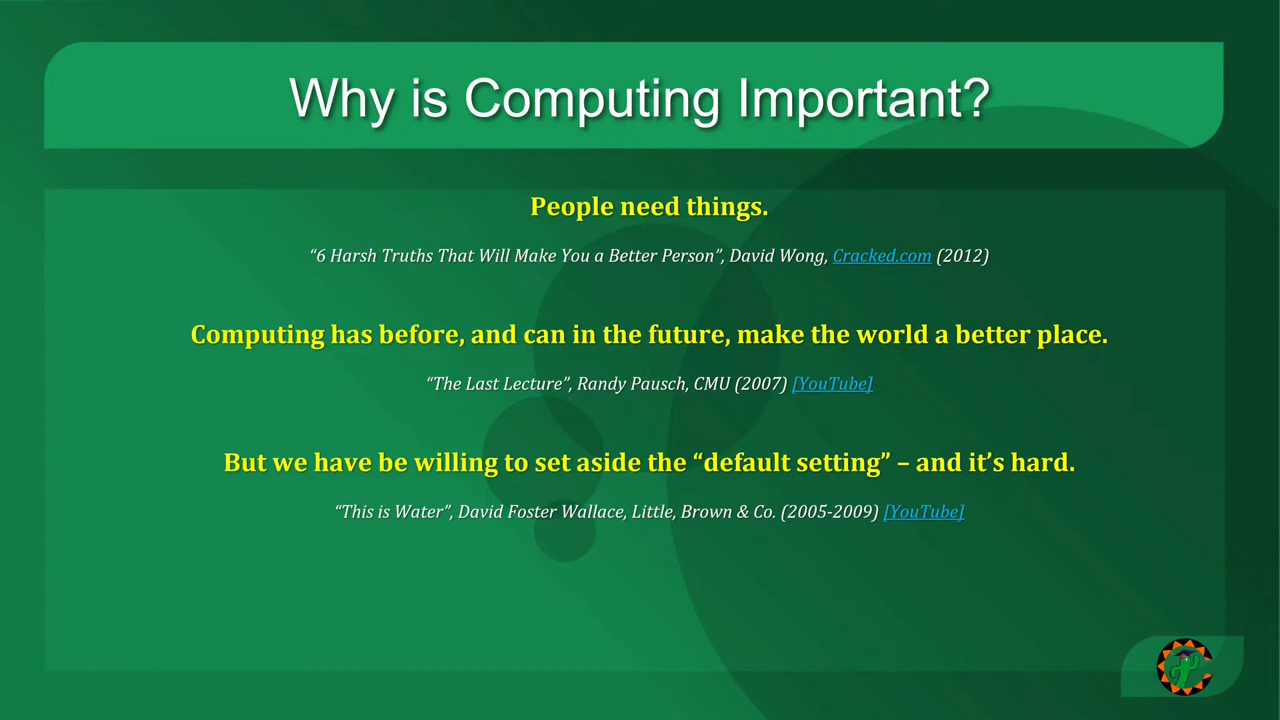 Why is Computing Important?
People need things.
“6 Harsh Truths That Will Make You a Better Person”, David Wong, Cracked.com (2012)
Computing has before, and can in the future, make the world a better place.
“The Last Lecture”, Randy Pausch, CMU (2007) [YouTube]
But we have be willing to set aside the “default setting” – and it’s hard.
“This is Water”, David Foster Wallace, Little, Brown & Co. (2005-2009) [YouTube]